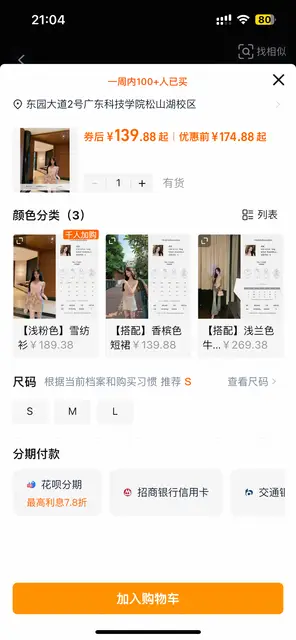 21:04
80
找相似
一周内100+人已买
东园大道2号广东科技学院松山湖校区
券后￥139.88 起 优惠前￥174.88 起
1 有货
颜色分类（3） 列表
千人加购
【浅粉色】雪纺
衫￥189.38
【搭配】香槟色
短裙￥139.88
【搭配】浅兰色
牛...￥269.38
尺码 根据当前档案和购买习惯 推荐 S 查看尺码
S M L
分期付款
花呗分期
最高利息7.8折
招商银行信用卡
交通银
加入购物车